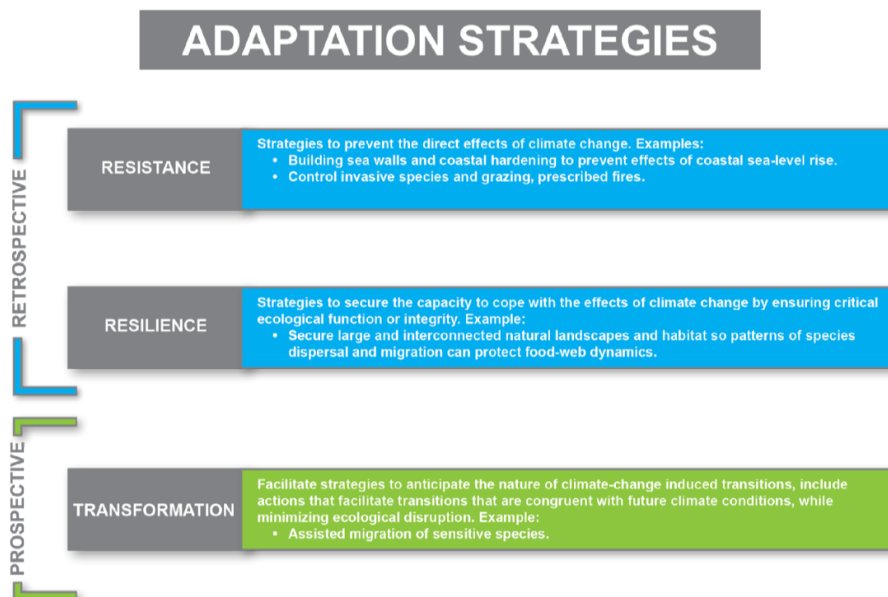 ADAPTATION STRATEGIES
RETROSPECTIVE
RESISTANCE
Strategies to prevent the direct effects of climate change. Examples:
• Building sea walls and coastal hardening to prevent effects of coastal sea-level rise.
• Control invasive species and grazing, prescribed fires.
RESILIENCE
Strategies to secure the capacity to cope with the effects of climate change by ensuring critical
ecological function or integrity. Example:
• Secure large and interconnected natural landscapes and habitat so patterns of species
dispersal and migration can protect food-web dynamics.
PROSPECTIVE
TRANSFORMATION
Facilitate strategies to anticipate the nature of climate-change induced transitions, include
actions that facilitate transitions that are congruent with future climate conditions, while
minimizing ecological disruption. Example:
• Assisted migration of sensitive species.